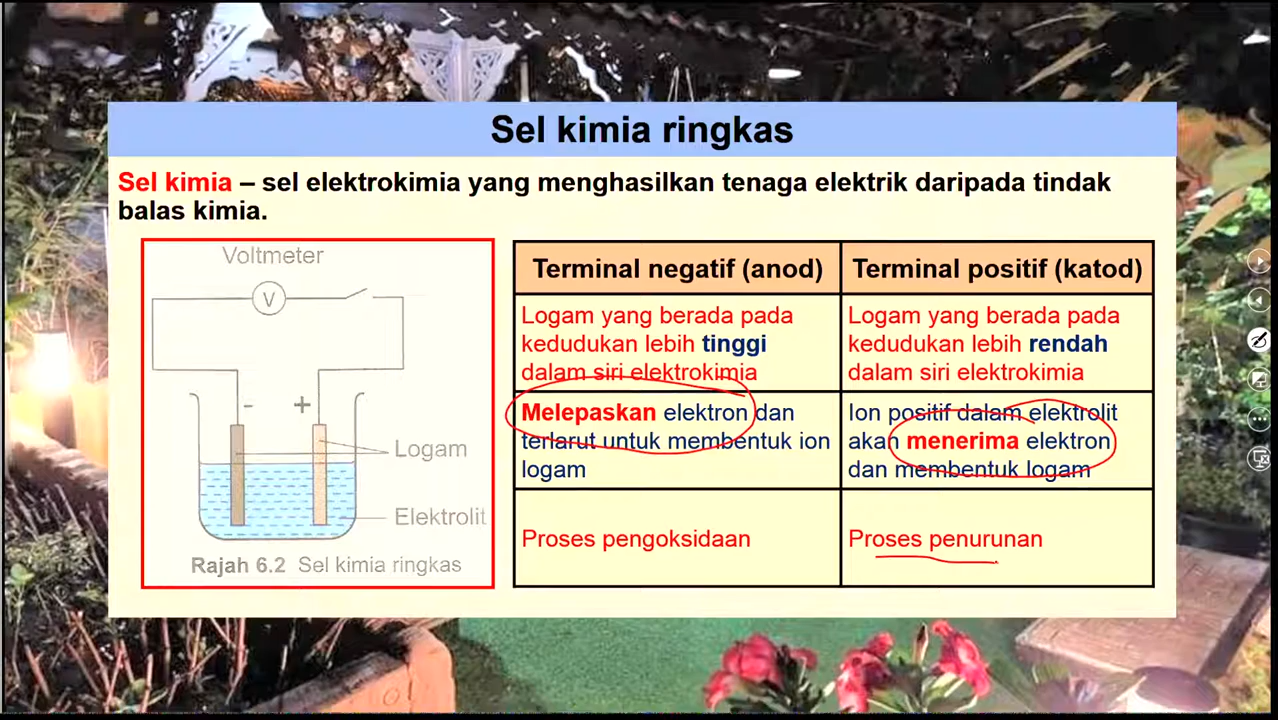 Sel kimia ringkas
Sel kimia – sel elektrokimia yang menghasilkan tenaga elektrik daripada tindak
balas kimia.
Voltmeter
V
- +
Logam
Elektrolit
Rajah 6.2 Sel kimia ringkas
Terminal negatif (anod)
Terminal positif (katod)
Logam yang berada pada
kedudukan lebih tinggi
dalam siri elektrokimia
Logam yang berada pada
kedudukan lebih rendah
dalam siri elektrokimia
Melepaskan elektron dan
terlarut untuk membentuk ion
logam
Ion positif dalam elektrolit
akan menerima elektron
dan membentuk logam
Proses pengoksidaan
Proses penurunan